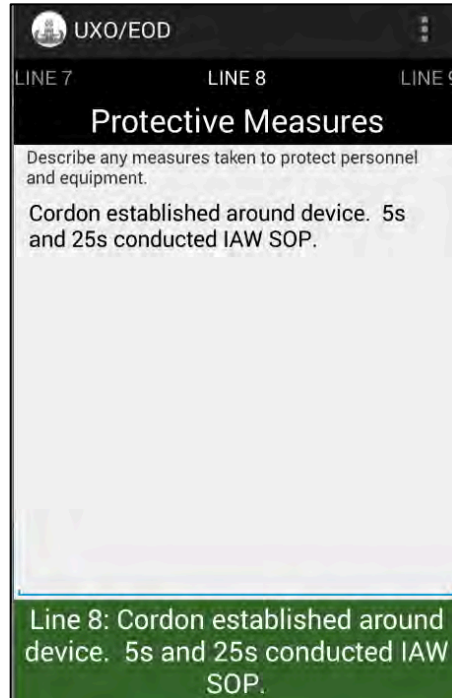 UXO/EOD
LINE 7 LINE 8 LINE 9
Protective Measures
Describe any measures taken to protect personnel
and equipment.
Cordon established around device.  5s
and 25s conducted IAW SOP.
Line 8: Cordon established around
device.  5s and 25s conducted IAW
SOP.